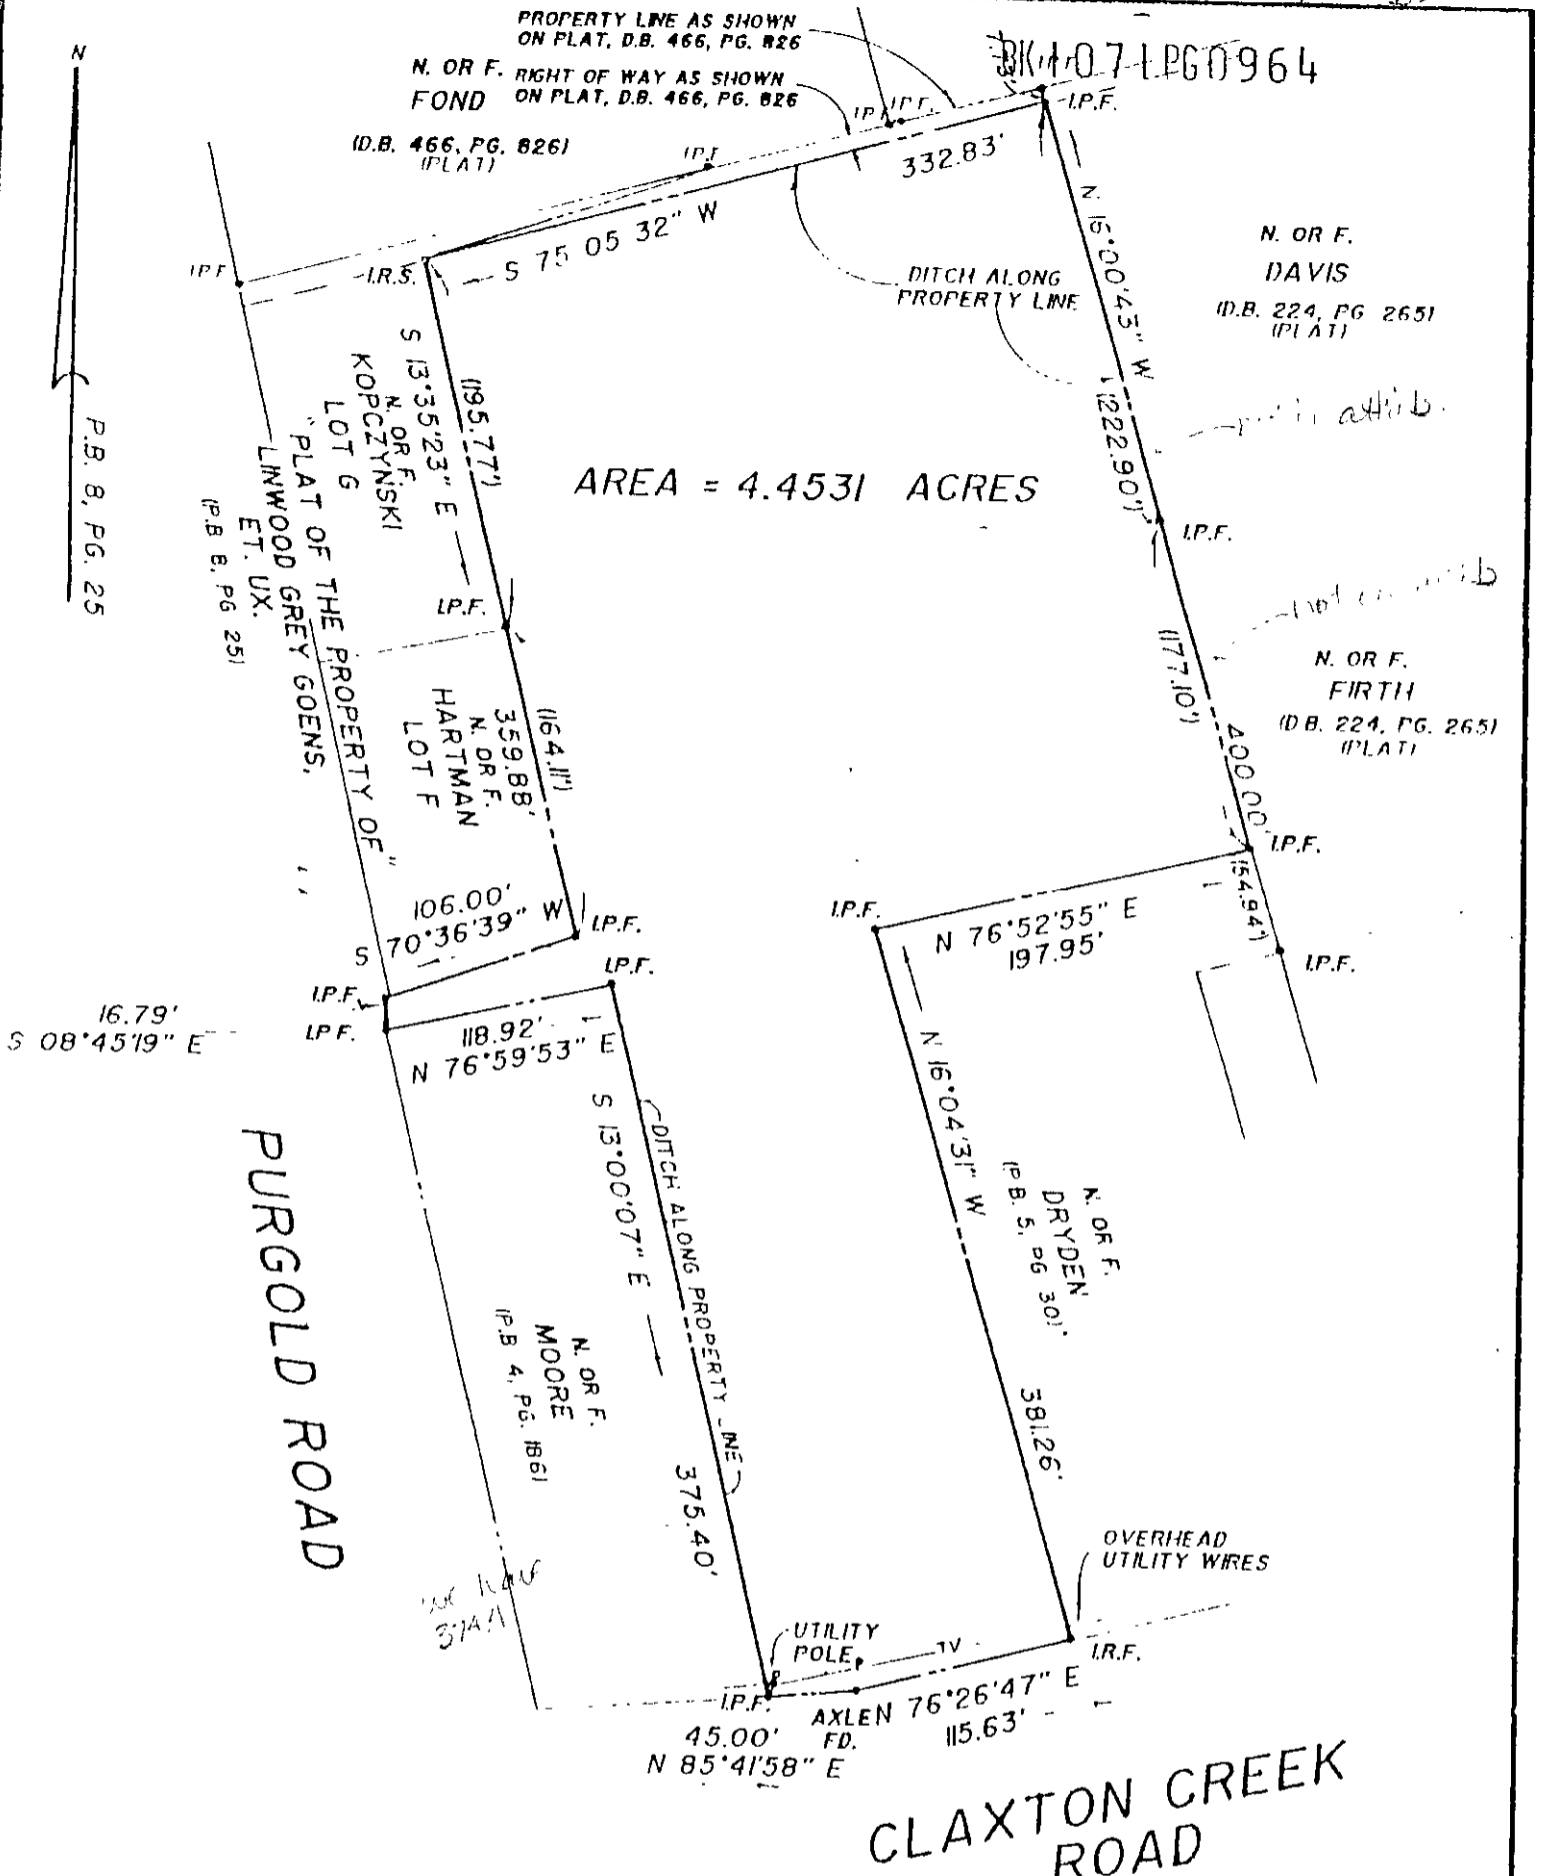 PROPERTY LINE AS SHOWN
ON PLAT, D.B. 466, PG. 826
BK1071PG0964
N. OR F.
FOND
RIGHT OF WAY AS SHOWN
ON PLAT, D.B. 466, PG. 826
(D.B. 466, PG. 826)
(PLAT)
N
I.P.F.
I.P.F.
I.P.F.
I.P.F.
332.83'
S 75 05 32" W
I.P.F.
I.R.S.
N 16°00'43" W
(222.90')
DITCH ALONG
PROPERTY LINE
N. OR F.
DAVIS
(D.B. 224, PG 265)
(PLAT)
P.B. 8, PG. 25
(195.77')
S 13°35'23" E
N. OR F.
KOPCZYNSKI
LOT G
"PLAT OF THE PROPERTY OF
LINWOOD GREY GOENS,
ET. UX."
(P.B 8, PG 25)
AREA = 4.4531 ACRES
I.P.F.
I.P.F.
(177.10')
400.00'
N. OR F.
FIRTH
(D.B. 224, PG. 265)
(PLAT)
(164.11')
359.88'
N. OR F.
HARTMAN
LOT F
106.00'
S 70°36'39" W
I.P.F.
I.P.F.
I.P.F.
N 76°52'55" E
197.95'
(154.94')
I.P.F.
I.P.F.
I.P.F.
I.P.F.
16.79'
S 08°45'19" E
118.92'
N 76°59'53" E
S 13°00'07" E
DITCH ALONG PROPERTY LINE
375.40'
N 16°04'31" W
381.26'
N. OR F.
DRYDEN
(P.B. 5, PG 30)
N. OR F.
MOORE
(P.B 4, PG. 186)
PURGOLD ROAD
OVERHEAD
UTILITY WIRES
UTILITY
POLE
TV
I.R.F.
I.P.F.
AXLE
FD.
N 76°26'47" E
115.63'
45.00'
N 85°41'58" E
CLAXTON CREEK
ROAD